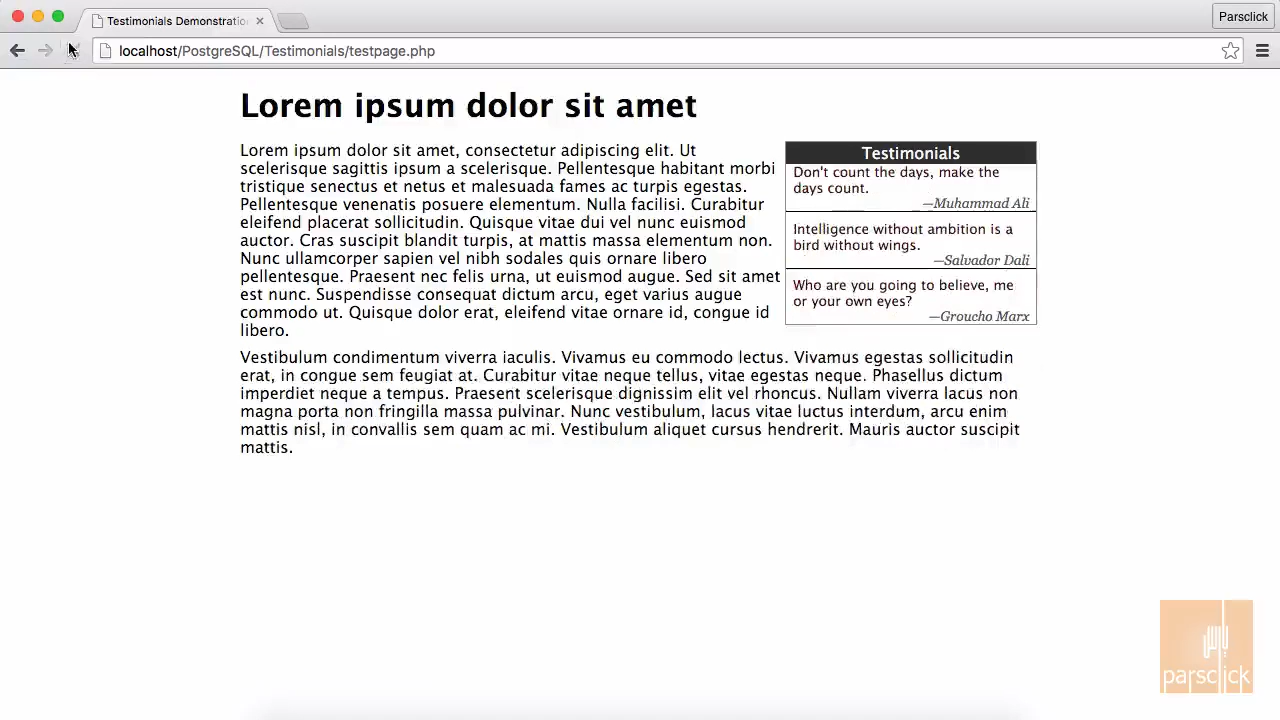 Testimonials Demonstratio
Parsclick
localhost/PostgreSQL/Testimonials/testpage.php
Lorem ipsum dolor sit amet
Lorem ipsum dolor sit amet, consectetur adipiscing elit. Ut
scelerisque sagittis ipsum a scelerisque. Pellentesque habitant morbi
tristique senectus et netus et malesuada fames ac turpis egestas.
Pellentesque venenatis posuere elementum. Nulla facilisi. Curabitur
eleifend placerat sollicitudin. Quisque vitae dui vel nunc euismod
auctor. Cras suscipit blandit turpis, at mattis massa elementum non.
Nunc ullamcorper sapien vel nibh sodales quis ornare libero
pellentesque. Praesent nec felis urna, ut euismod augue. Sed sit amet
est nunc. Suspendisse consequat dictum arcu, eget varius augue
commodo ut. Quisque dolor erat, eleifend vitae ornare id, congue id
libero.
Testimonials
Don't count the days, make the
days count.
—Muhammad Ali
Intelligence without ambition is a
bird without wings.
—Salvador Dali
Who are you going to believe, me
or your own eyes?
—Groucho Marx
Vestibulum condimentum viverra iaculis. Vivamus eu commodo lectus. Vivamus egestas sollicitudin
erat, in congue sem feugiat at. Curabitur vitae neque tellus, vitae egestas neque. Phasellus dictum
imperdiet neque a tempus. Praesent scelerisque dignissim elit vel rhoncus. Nullam viverra lacus non
magna porta non fringilla massa pulvinar. Nunc vestibulum, lacus vitae luctus interdum, arcu enim
mattis nisl, in convallis sem quam ac mi. Vestibulum aliquet cursus hendrerit. Mauris auctor suscipit
mattis.
parsclick